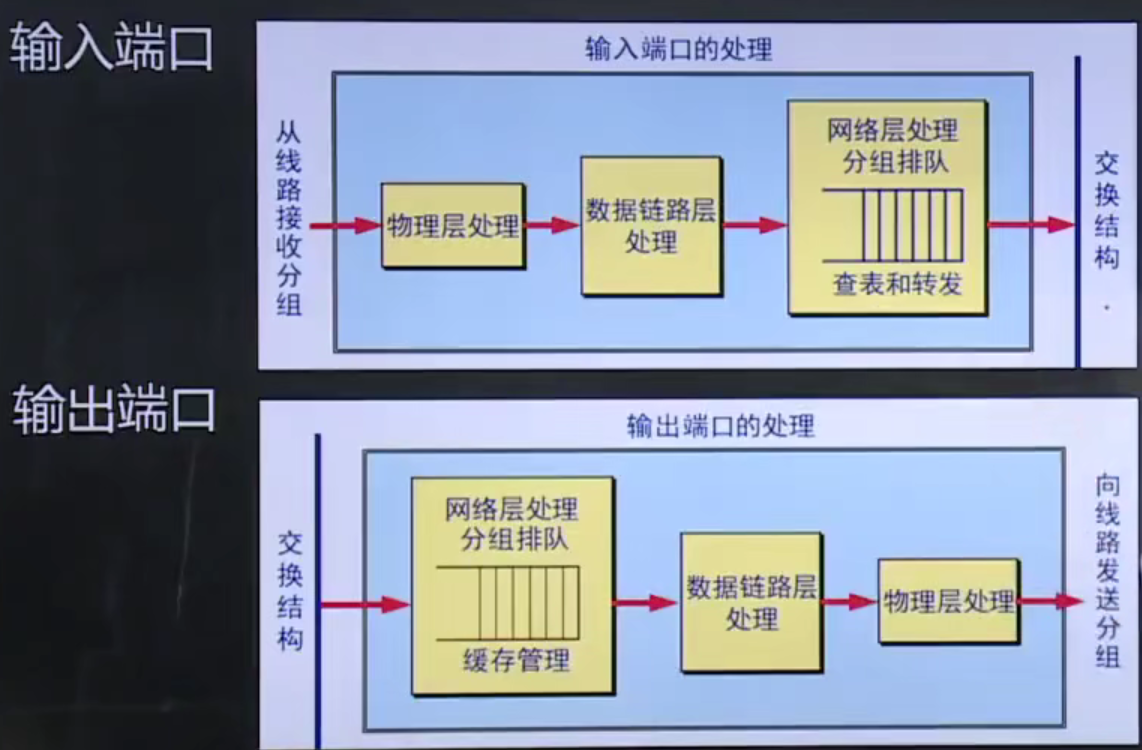 输入端口
输入端口的处理
从线路接收分组
物理层处理
数据链路层
处理
网络层处理
分组排队
查表和转发
交换结构
输出端口
输出端口的处理
交换结构
网络层处理
分组排队
缓存管理
数据链路层
处理
物理层处理
向线路发送分组